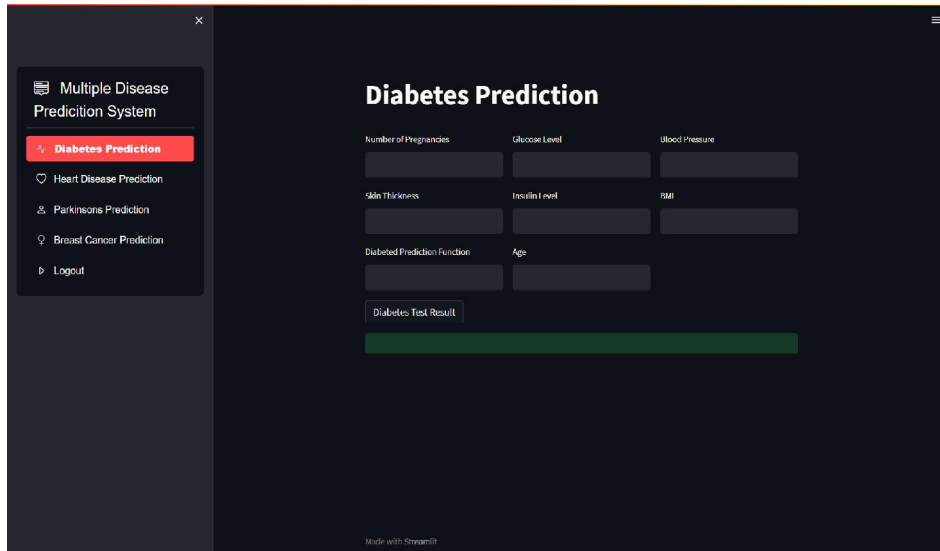 Multiple Disease
Predicition System
Diabetes Prediction
Heart Disease Prediction
Parkinsons Prediction
Breast Cancer Prediction
Logout
Diabetes Prediction
Number of Pregnancies Glucose Level Blood Pressure
Skin Thickness Insulin Level BMI
Diabeted Prediction Function Age
Diabetes Test Result
Made with Streamlit